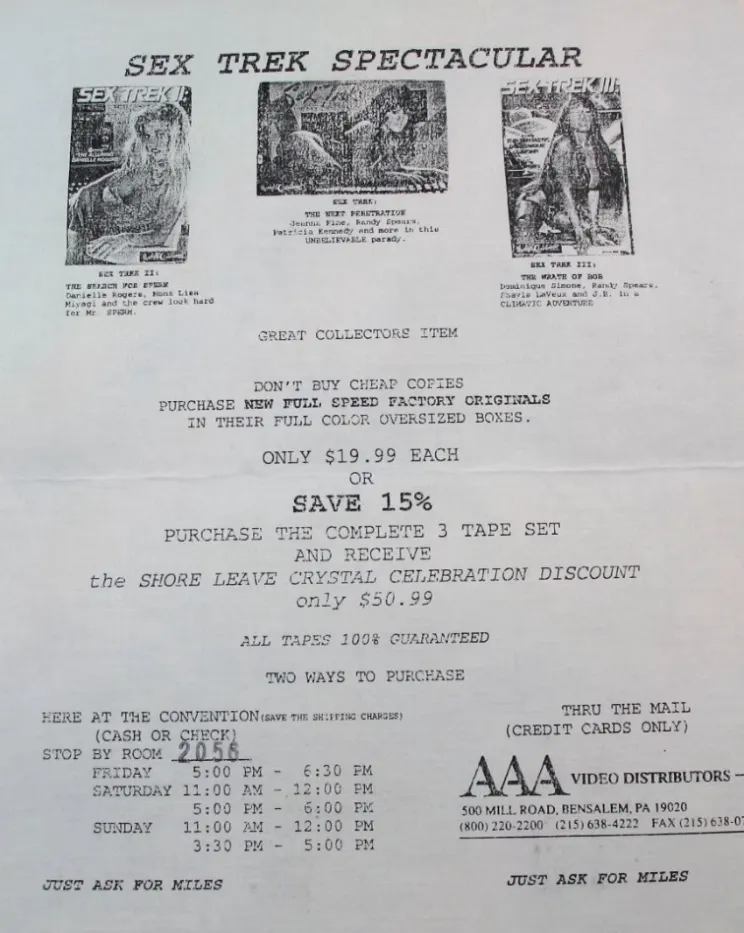 SEX TREK SPECTACULAR
SEX TREK II
SEX TREK III:
SEX TREK:
THE NEXT PENETRATION
Jeanna Fine, Randy Spears,
Patricia Kennedy and more in this
UNBELIEVABLE parady.
SEX TREK II:
THE SEARCH FOR SPERM
Danielle Rogers, Mona Lisa
Miyagi and the crew look hard
for Mr. SPERM.
SEX TREK III:
THE WRATH OF BOB
Dominique Simone, Randy Spears,
LaVeux and J.B. in a
CLIMATIC ADVENTURE
GREAT COLLECTORS ITEM
DON'T BUY CHEAP COPIES
PURCHASE NEW FULL SPEED FACTORY ORIGINALS
IN THEIR FULL COLOR OVERSIZED BOXES.
ONLY $19.99 EACH
OR
SAVE 15%
PURCHASE THE COMPLETE 3 TAPE SET
AND RECEIVE
the SHORE LEAVE CRYSTAL CELEBRATION DISCOUNT
only $50.99
ALL TAPES 100% GUARANTEED
TWO WAYS TO PURCHASE
HERE AT THE CONVENTION (SAVE THE SHIPPING CHARGES)
(CASH OR CHECK)
STOP BY ROOM 2056
FRIDAY 5:00 PM - 6:30 PM
SATURDAY 11:00 AM - 12:00 PM
5:00 PM - 6:00 PM
SUNDAY 11:00 AM - 12:00 PM
3:30 PM - 5:00 PM
JUST ASK FOR MILES
THRU THE MAIL
(CREDIT CARDS ONLY)
AAA VIDEO DISTRIBUTORS
500 MILL ROAD, BENSALEM, PA 19020
(800) 220-2200 (215) 638-4222 FAX (215) 638-07
JUST ASK FOR MILES